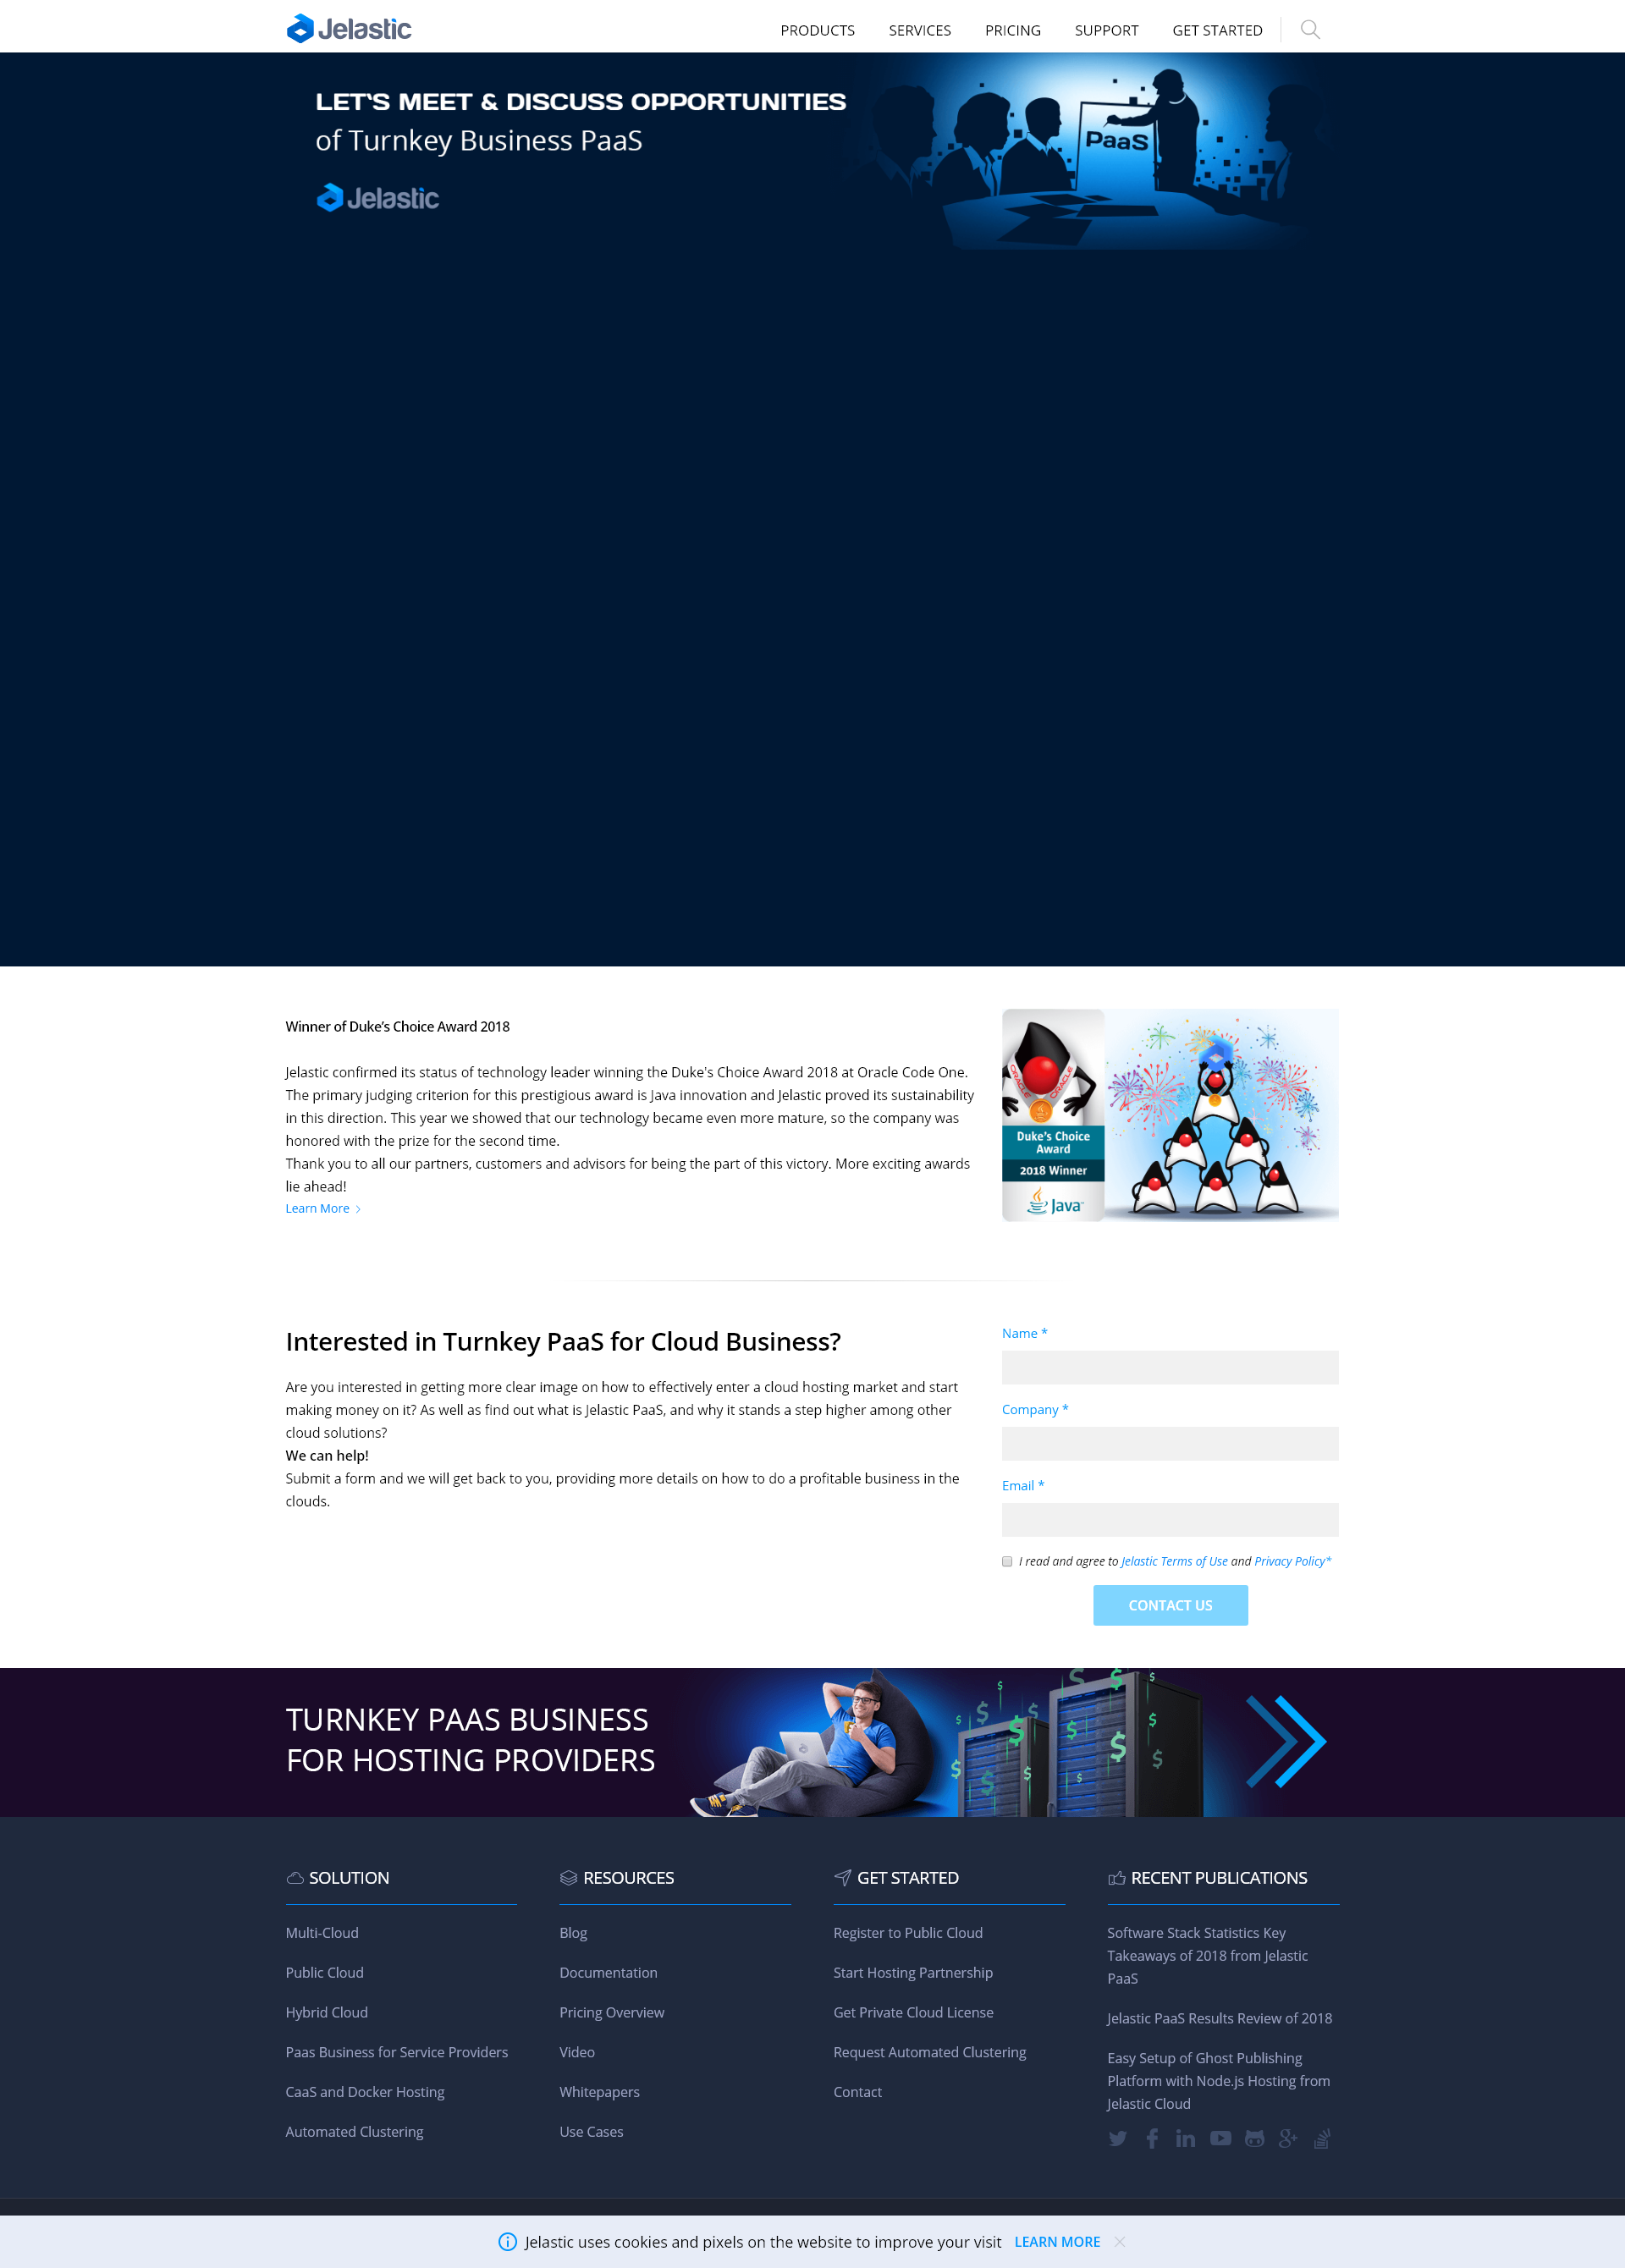 Jelastic
PRODUCTS
SERVICES
PRICING
SUPPORT
GET STARTED
LET'S MEET & DISCUSS OPPORTUNITIES
of Turnkey Business PaaS
Jelastic
PaaS
Winner of Duke’s Choice Award 2018
Jelastic confirmed its status of technology leader winning the Duke's Choice Award 2018 at Oracle Code One.
The primary judging criterion for this prestigious award is Java innovation and Jelastic proved its sustainability
in this direction. This year we showed that our technology became even more mature, so the company was
honored with the prize for the second time.
Thank you to all our partners, customers and advisors for being the part of this victory. More exciting awards
lie ahead!
Learn More
ORACLE
ORACLE
Duke's Choice
Award
2018 Winner
Java™
Interested in Turnkey PaaS for Cloud Business?
Are you interested in getting more clear image on how to effectively enter a cloud hosting market and start
making money on it? As well as find out what is Jelastic PaaS, and why it stands a step higher among other
cloud solutions?
We can help!
Submit a form and we will get back to you, providing more details on how to do a profitable business in the
clouds.
Name *
Company *
Email *
I read and agree to Jelastic Terms of Use and Privacy Policy*
CONTACT US
TURNKEY PAAS BUSINESS
FOR HOSTING PROVIDERS
SOLUTION
Multi-Cloud
Public Cloud
Hybrid Cloud
Paas Business for Service Providers
CaaS and Docker Hosting
Automated Clustering
RESOURCES
Blog
Documentation
Pricing Overview
Video
Whitepapers
Use Cases
GET STARTED
Register to Public Cloud
Start Hosting Partnership
Get Private Cloud License
Request Automated Clustering
Contact
RECENT PUBLICATIONS
Software Stack Statistics Key
Takeaways of 2018 from Jelastic
PaaS
Jelastic PaaS Results Review of 2018
Easy Setup of Ghost Publishing
Platform with Node.js Hosting from
Jelastic Cloud
Jelastic uses cookies and pixels on the website to improve your visit LEARN MORE